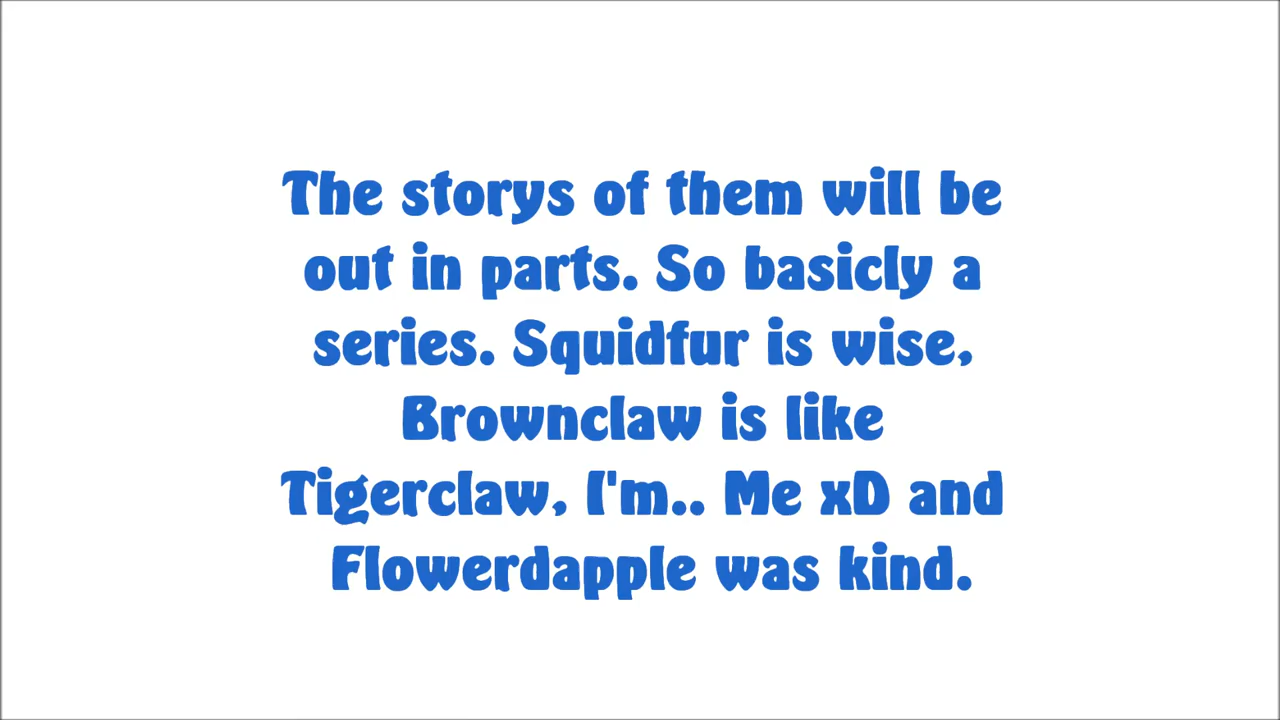 The storys of them will be
out in parts. So basicly a
series. Squidfur is wise,
Brownclaw is like
Tigerclaw, I'm.. Me xD and
Flowerdapple was kind.